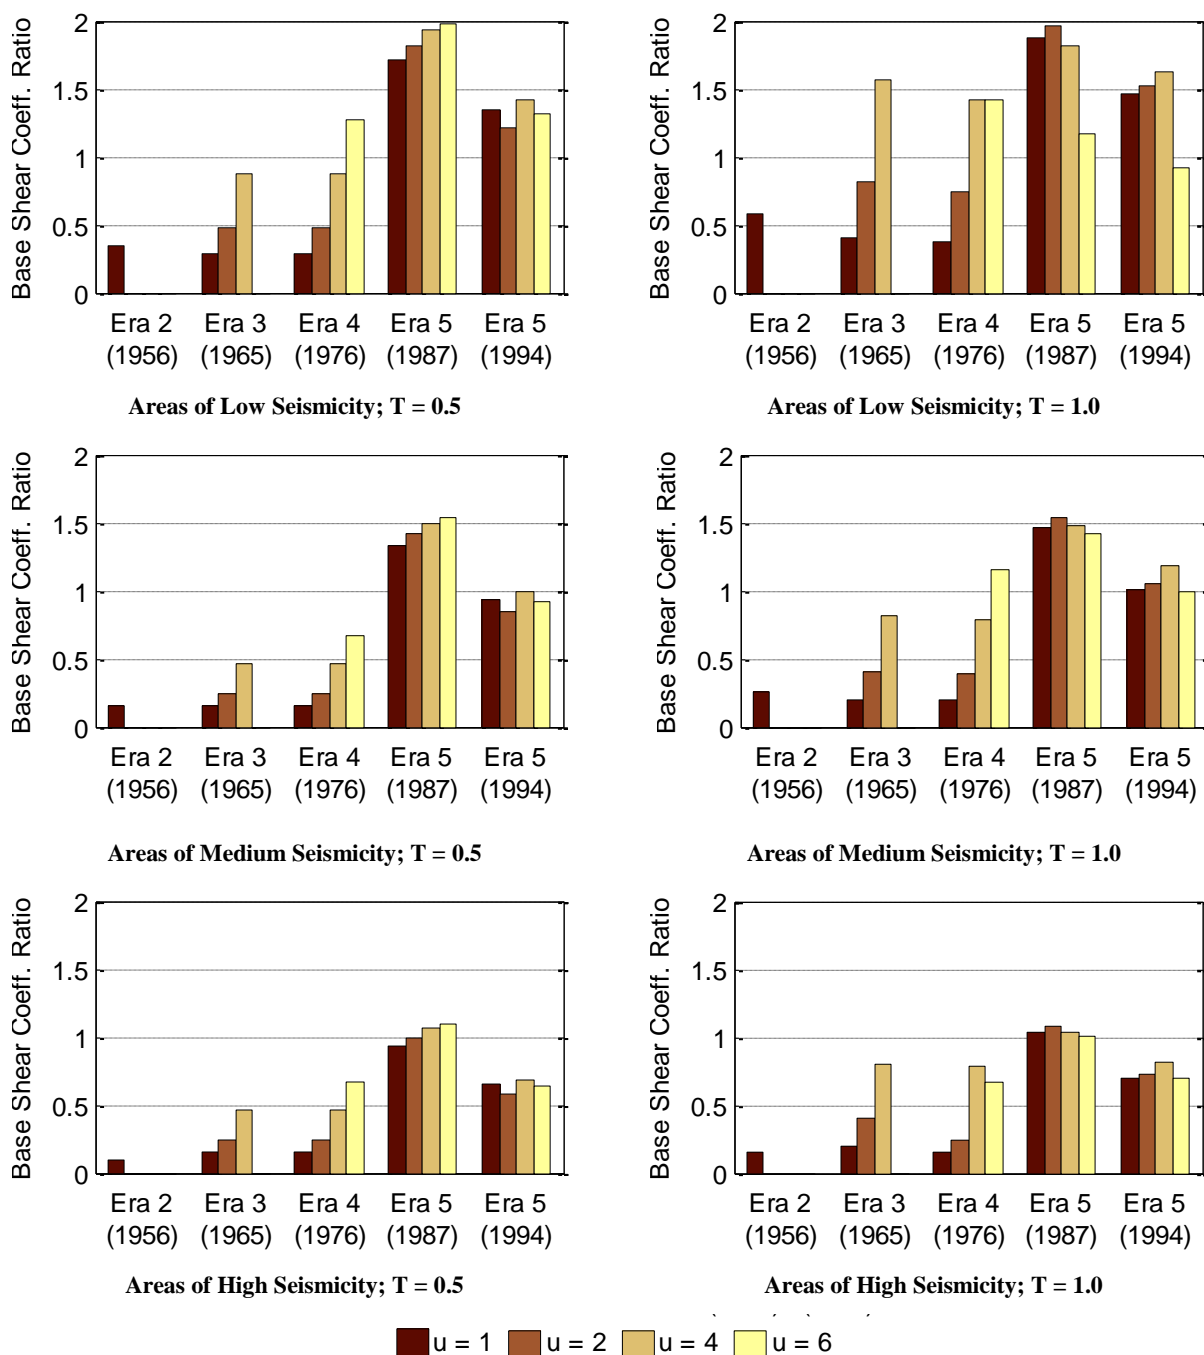 Base Shear Coeff. Ratio
2
1.5
1
0.5
0
Era 2 Era 3 Era 4 Era 5 Era 5
(1956) (1965) (1976) (1987) (1994)
Areas of Low Seismicity; T = 0.5
Base Shear Coeff. Ratio
2
1.5
1
0.5
0
Era 2 Era 3 Era 4 Era 5 Era 5
(1956) (1965) (1976) (1987) (1994)
Areas of Low Seismicity; T = 1.0
Base Shear Coeff. Ratio
2
1.5
1
0.5
0
Era 2 Era 3 Era 4 Era 5 Era 5
(1956) (1965) (1976) (1987) (1994)
Areas of Medium Seismicity; T = 0.5
Base Shear Coeff. Ratio
2
1.5
1
0.5
0
Era 2 Era 3 Era 4 Era 5 Era 5
(1956) (1965) (1976) (1987) (1994)
Areas of Medium Seismicity; T = 1.0
Base Shear Coeff. Ratio
2
1.5
1
0.5
0
Era 2 Era 3 Era 4 Era 5 Era 5
(1956) (1965) (1976) (1987) (1994)
Areas of High Seismicity; T = 0.5
Base Shear Coeff. Ratio
2
1.5
1
0.5
0
Era 2 Era 3 Era 4 Era 5 Era 5
(1956) (1965) (1976) (1987) (1994)
Areas of High Seismicity; T = 1.0
u = 1 u = 2 u = 4 u = 6